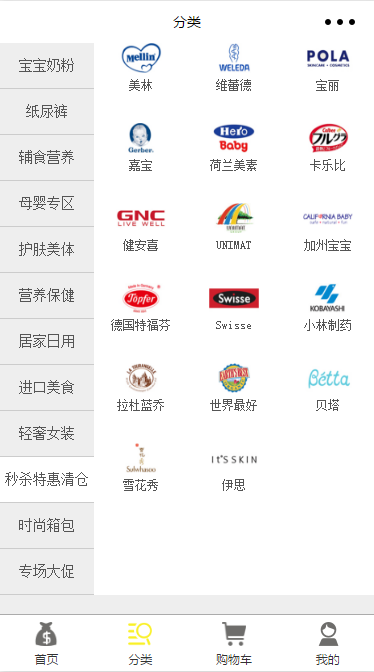 分类
宝宝奶粉
纸尿裤
辅食营养
母婴专区
护肤美体
营养保健
居家日用
进口美食
轻奢女装
秒杀特惠清仓
时尚箱包
专场大促
Mellin
美林
WELEDA
维蕾德
POLA
SKINCARE • COSMETICS
宝丽
Gerber
嘉宝
Hero
Baby
荷兰美素
Calbee
フルグラ
卡乐比
GNC
LIVE WELL
健安喜
UNIMAT
CALIFORNIA BABY
加州宝宝
Töpfer
德国特福芬
Swisse
Swisse
KOBAYASHI
小林制药
LA TOURANGELLE
拉杜蓝乔
EARTH'S BEST
世界最好
Bétta
贝塔
Sulwhasoo
雪花秀
It'S SKIN
伊思
首页
分类
购物车
我的